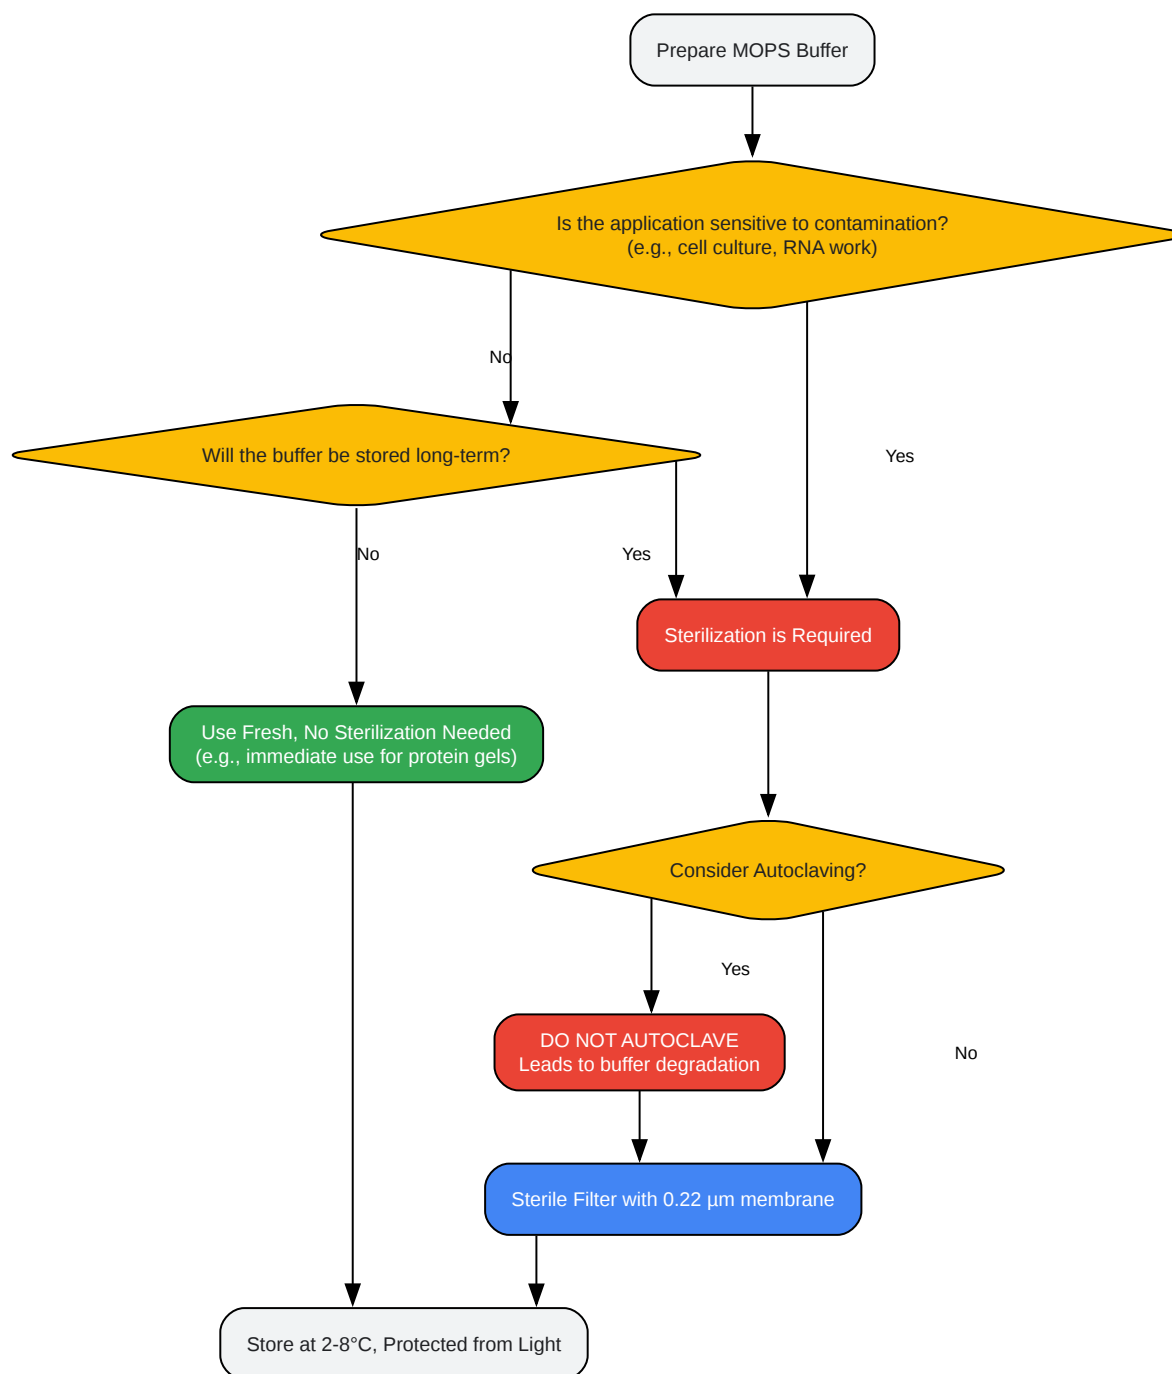 Prepare MOPS Buffer
Is the application sensitive to contamination?
(e.g., cell culture, RNA work)
No
Will the buffer be stored long-term?
Yes
No
Yes
Sterilization is Required
Use Fresh, No Sterilization Needed
(e.g., immediate use for protein gels)
Consider Autoclaving?
Yes
DO NOT AUTOCLAVE
Leads to buffer degradation
No
Sterile Filter with 0.22 µm membrane
Store at 2-8°C, Protected from Light